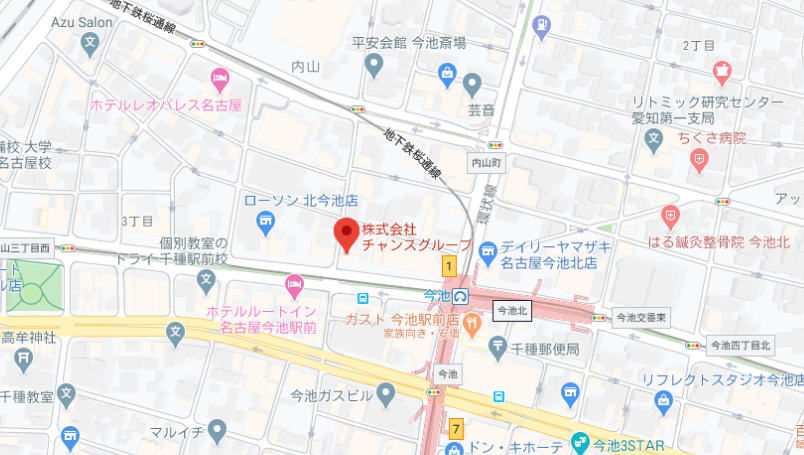 地下鉄桜通線
Azu Salon
平安会館 今池斎場
2丁目
内山
芸音
ホテルレオパレス名古屋
リトミック研究センター
愛知第一支局
地下鉄桜通線
ちくさ病院
備校 大学
名古屋校
内山町
環状線
アッ
ローソン 北今池店
3丁目
株式会社
チャンスグループ
はる鍼灸整骨院 今池北
山三丁目西
個別教室の
トライ 千種駅前校
デイリーヤマザキ
名古屋今池北店
1
ート
ル店
今池
今池北
今池交番東
ホテルルートイン
名古屋今池駅前
ガスト 今池駅前店
家族向き・安価
高牟神社
千種郵便局
今池四丁目北
今池
リフレクトスタジオ今池店
千種教室
今池ガスビル
マルイチ
7
ドン・キホーテ
今池3STAR
百